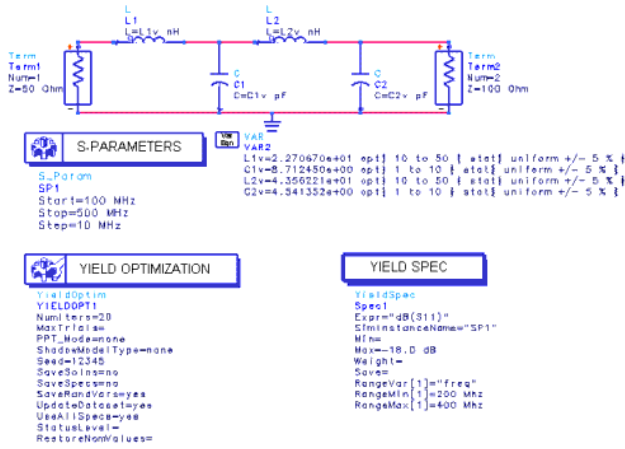 L
L1
L=L1v nH
L
L2
L=L2v nH
Term
Term1
Num=1
Z=50 Ohm
C
C1
C=C1v pF
C
C2
C=C2v pF
Term
Term2
Num=2
Z=100 Ohm
S-PARAMETERS
S_Param
SP1
Start=100 MHz
Stop=500 MHz
Step=10 MHz
Var
Eqn
VAR
VAR2
L1v=2.270670e+01 opt{ 10 to 50 } stat{ uniform +/- 5 % }
C1v=8.712450e+00 opt{ 1 to 10 } stat{ uniform +/- 5 % }
L2v=4.356221e+01 opt{ 10 to 50 } stat{ uniform +/- 5 % }
C2v=4.541332e+00 opt{ 1 to 10 } stat{ uniform +/- 5 % }
YIELD OPTIMIZATION
YieldOptim
YIELDOPT1
NumIters=20
MaxTrials=
PPT_Mode=none
ShadowModelType=none
Seed=12345
SaveSolns=no
SaveSpecs=no
SaveRandVars=yes
UpdateDataset=yes
UseAllSpecs=yes
StatusLevel=
RestoreNomValues=
YIELD SPEC
YieldSpec
Spec1
Expr="dB(S11)"
SimInstanceName="SP1"
Min=
Max=-18.0 dB
Weight=
Save=
RangeVar[1]="freq"
RangeMin[1]=200 MHz
RangeMax[1]=400 MHz